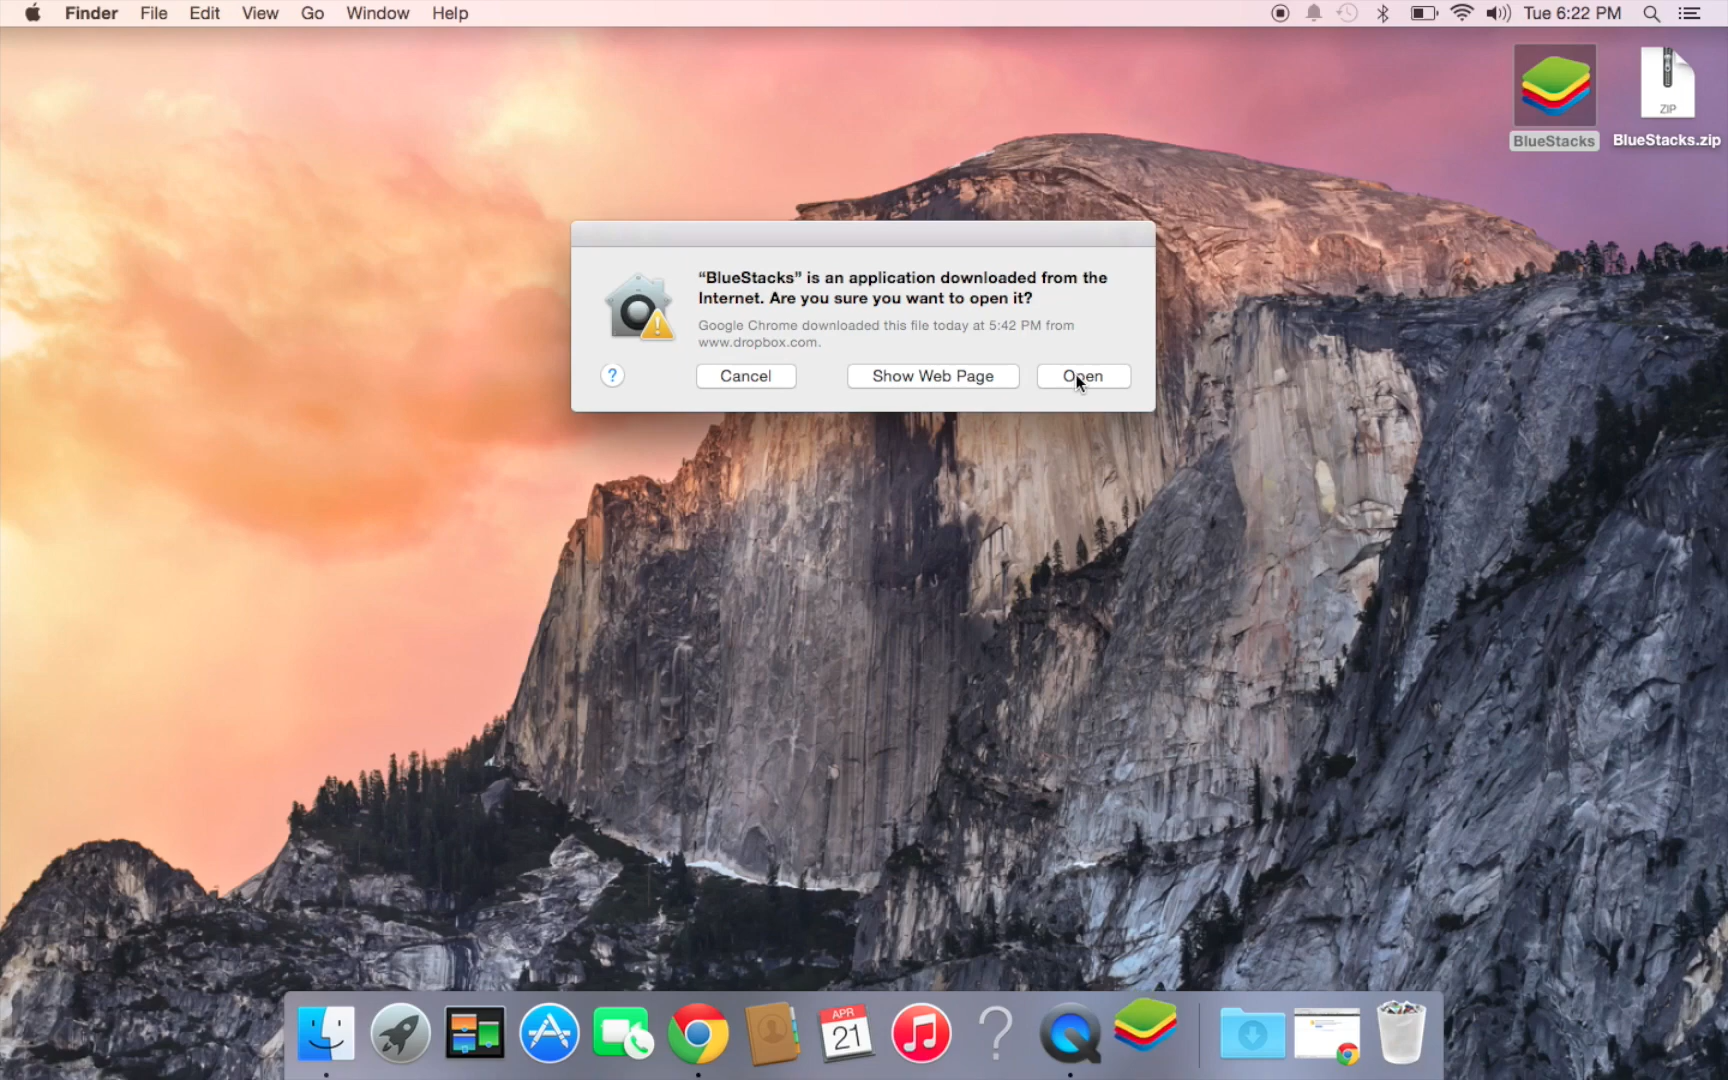 Finder File Edit View Go Window Help Tue 6:22 PM
BlueStacks BlueStacks.zip
ZIP
“BlueStacks” is an application downloaded from the
Internet. Are you sure you want to open it?
Google Chrome downloaded this file today at 5:42 PM from
www.dropbox.com.
? Cancel Show Web Page Open
APR
21
?